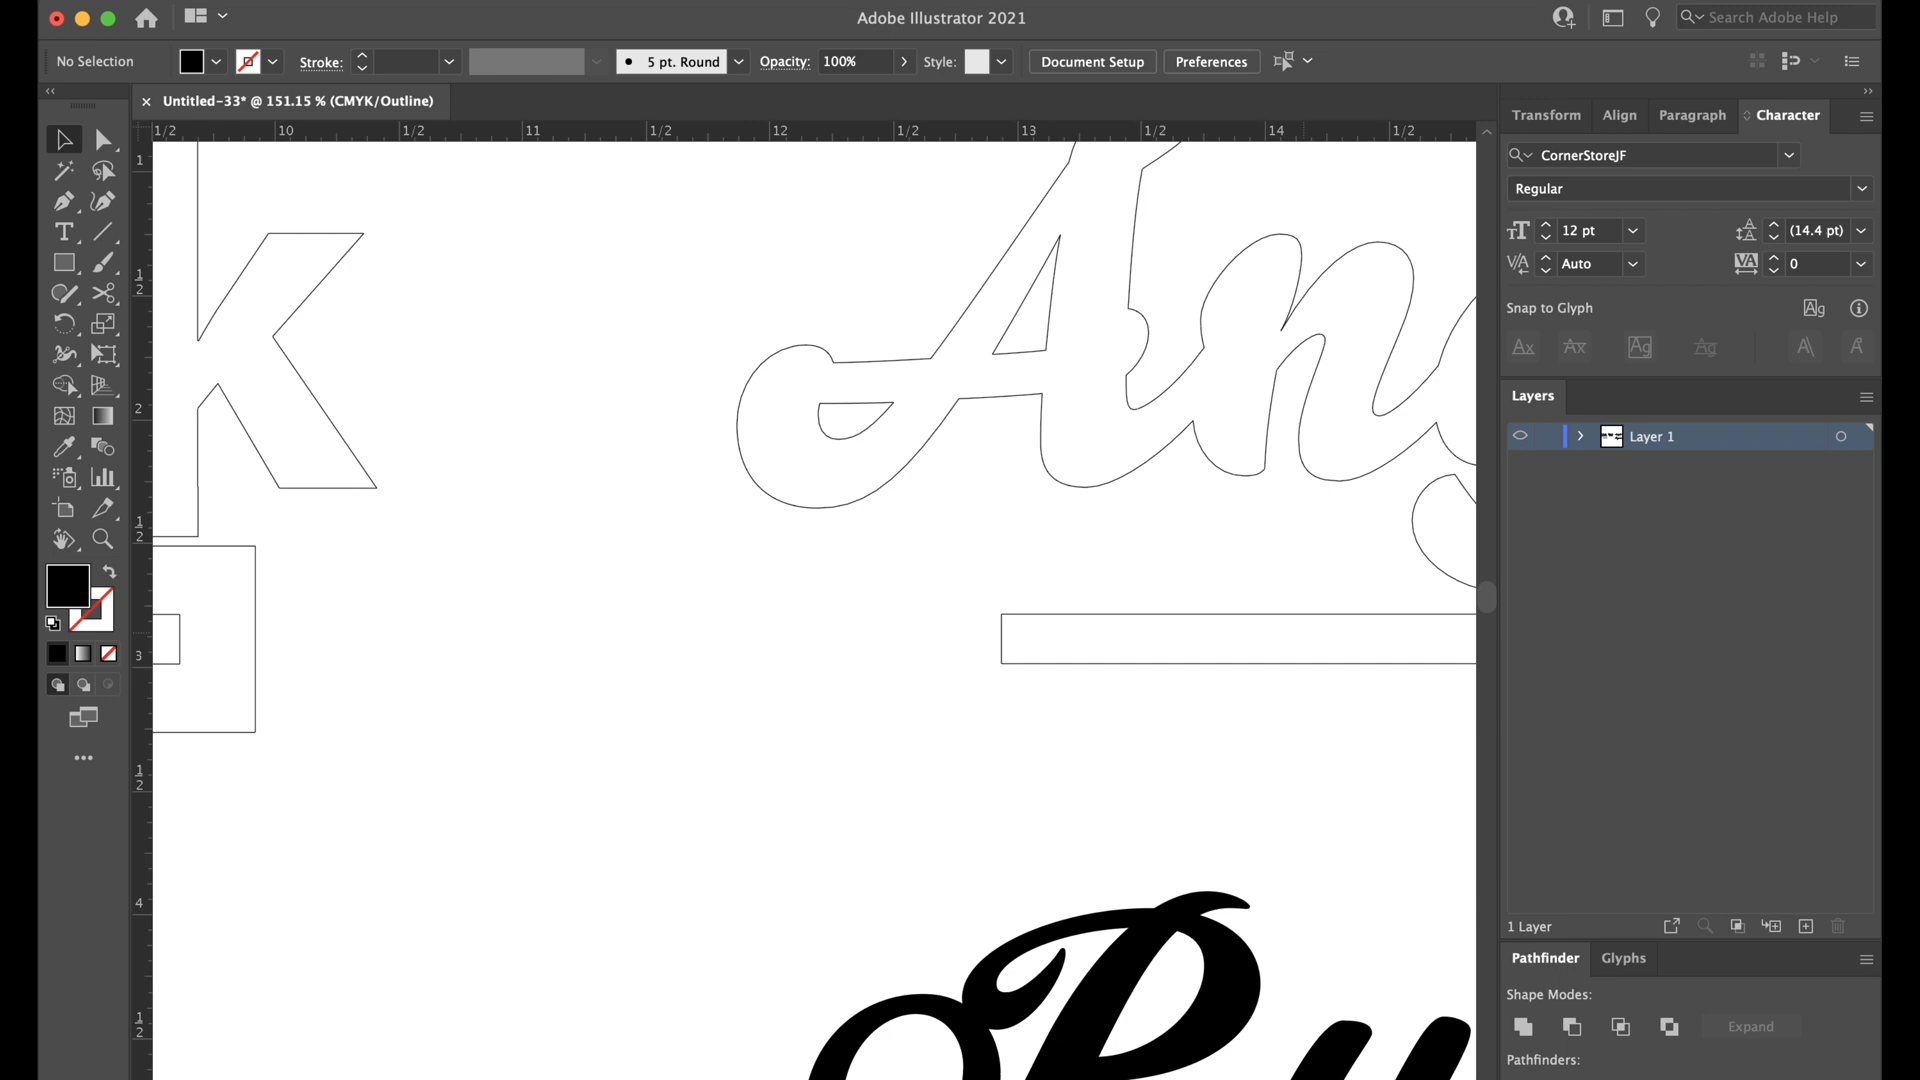 Adobe Illustrator 2021
Search Adobe Help
No Selection
Stroke:
5 pt. Round
Opacity:
100%
Style:
Document Setup
Preferences
Untitled-33* @ 151.15 % (CMYK/Outline)
1/2 10 1/2 11 1/2 12 1/2 13 1/2 14 1/2
1
1/2
2
1/2
3
1/2
4
1/2
k
Ang
Ry
Transform
Align
Paragraph
Character
CornerStoreJF
Regular
12 pt
(14.4 pt)
Auto
0
Snap to Glyph
Layers
Layer 1
1 Layer
Pathfinder
Glyphs
Shape Modes:
Expand
Pathfinders: